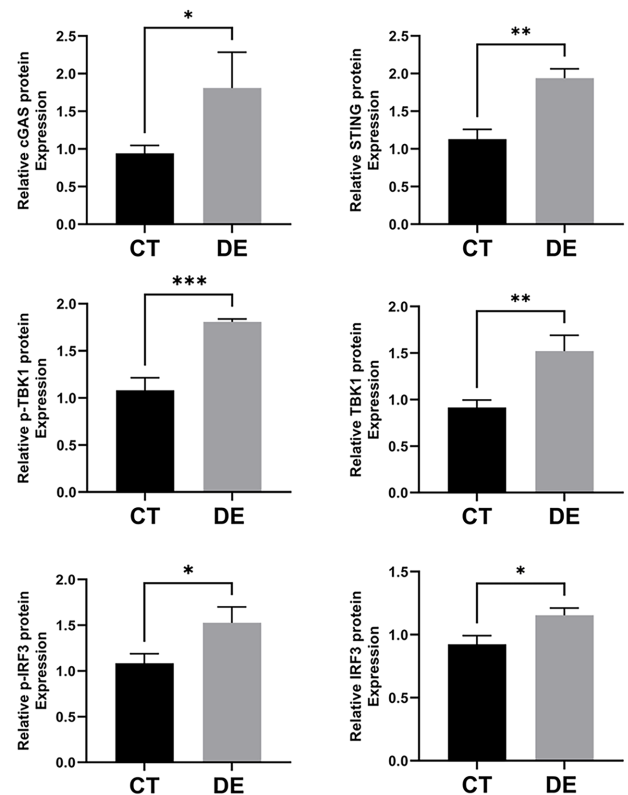 *
2.5
2.0
1.5
1.0
0.5
0.0
Relative cGAS protein
Expression
CT DE
**
2.5
2.0
1.5
1.0
0.5
0.0
Relative STING protein
Expression
CT DE
***
2.0
1.5
1.0
0.5
0.0
Relative p-TBK1 protein
Expression
CT DE
**
2.0
1.5
1.0
0.5
0.0
Relative TBK1 protein
Expression
CT DE
*
2.0
1.5
1.0
0.5
0.0
Relative p-IRF3 protein
Expression
CT DE
*
1.5
1.0
0.5
0.0
Relative IRF3 protein
Expression
CT DE